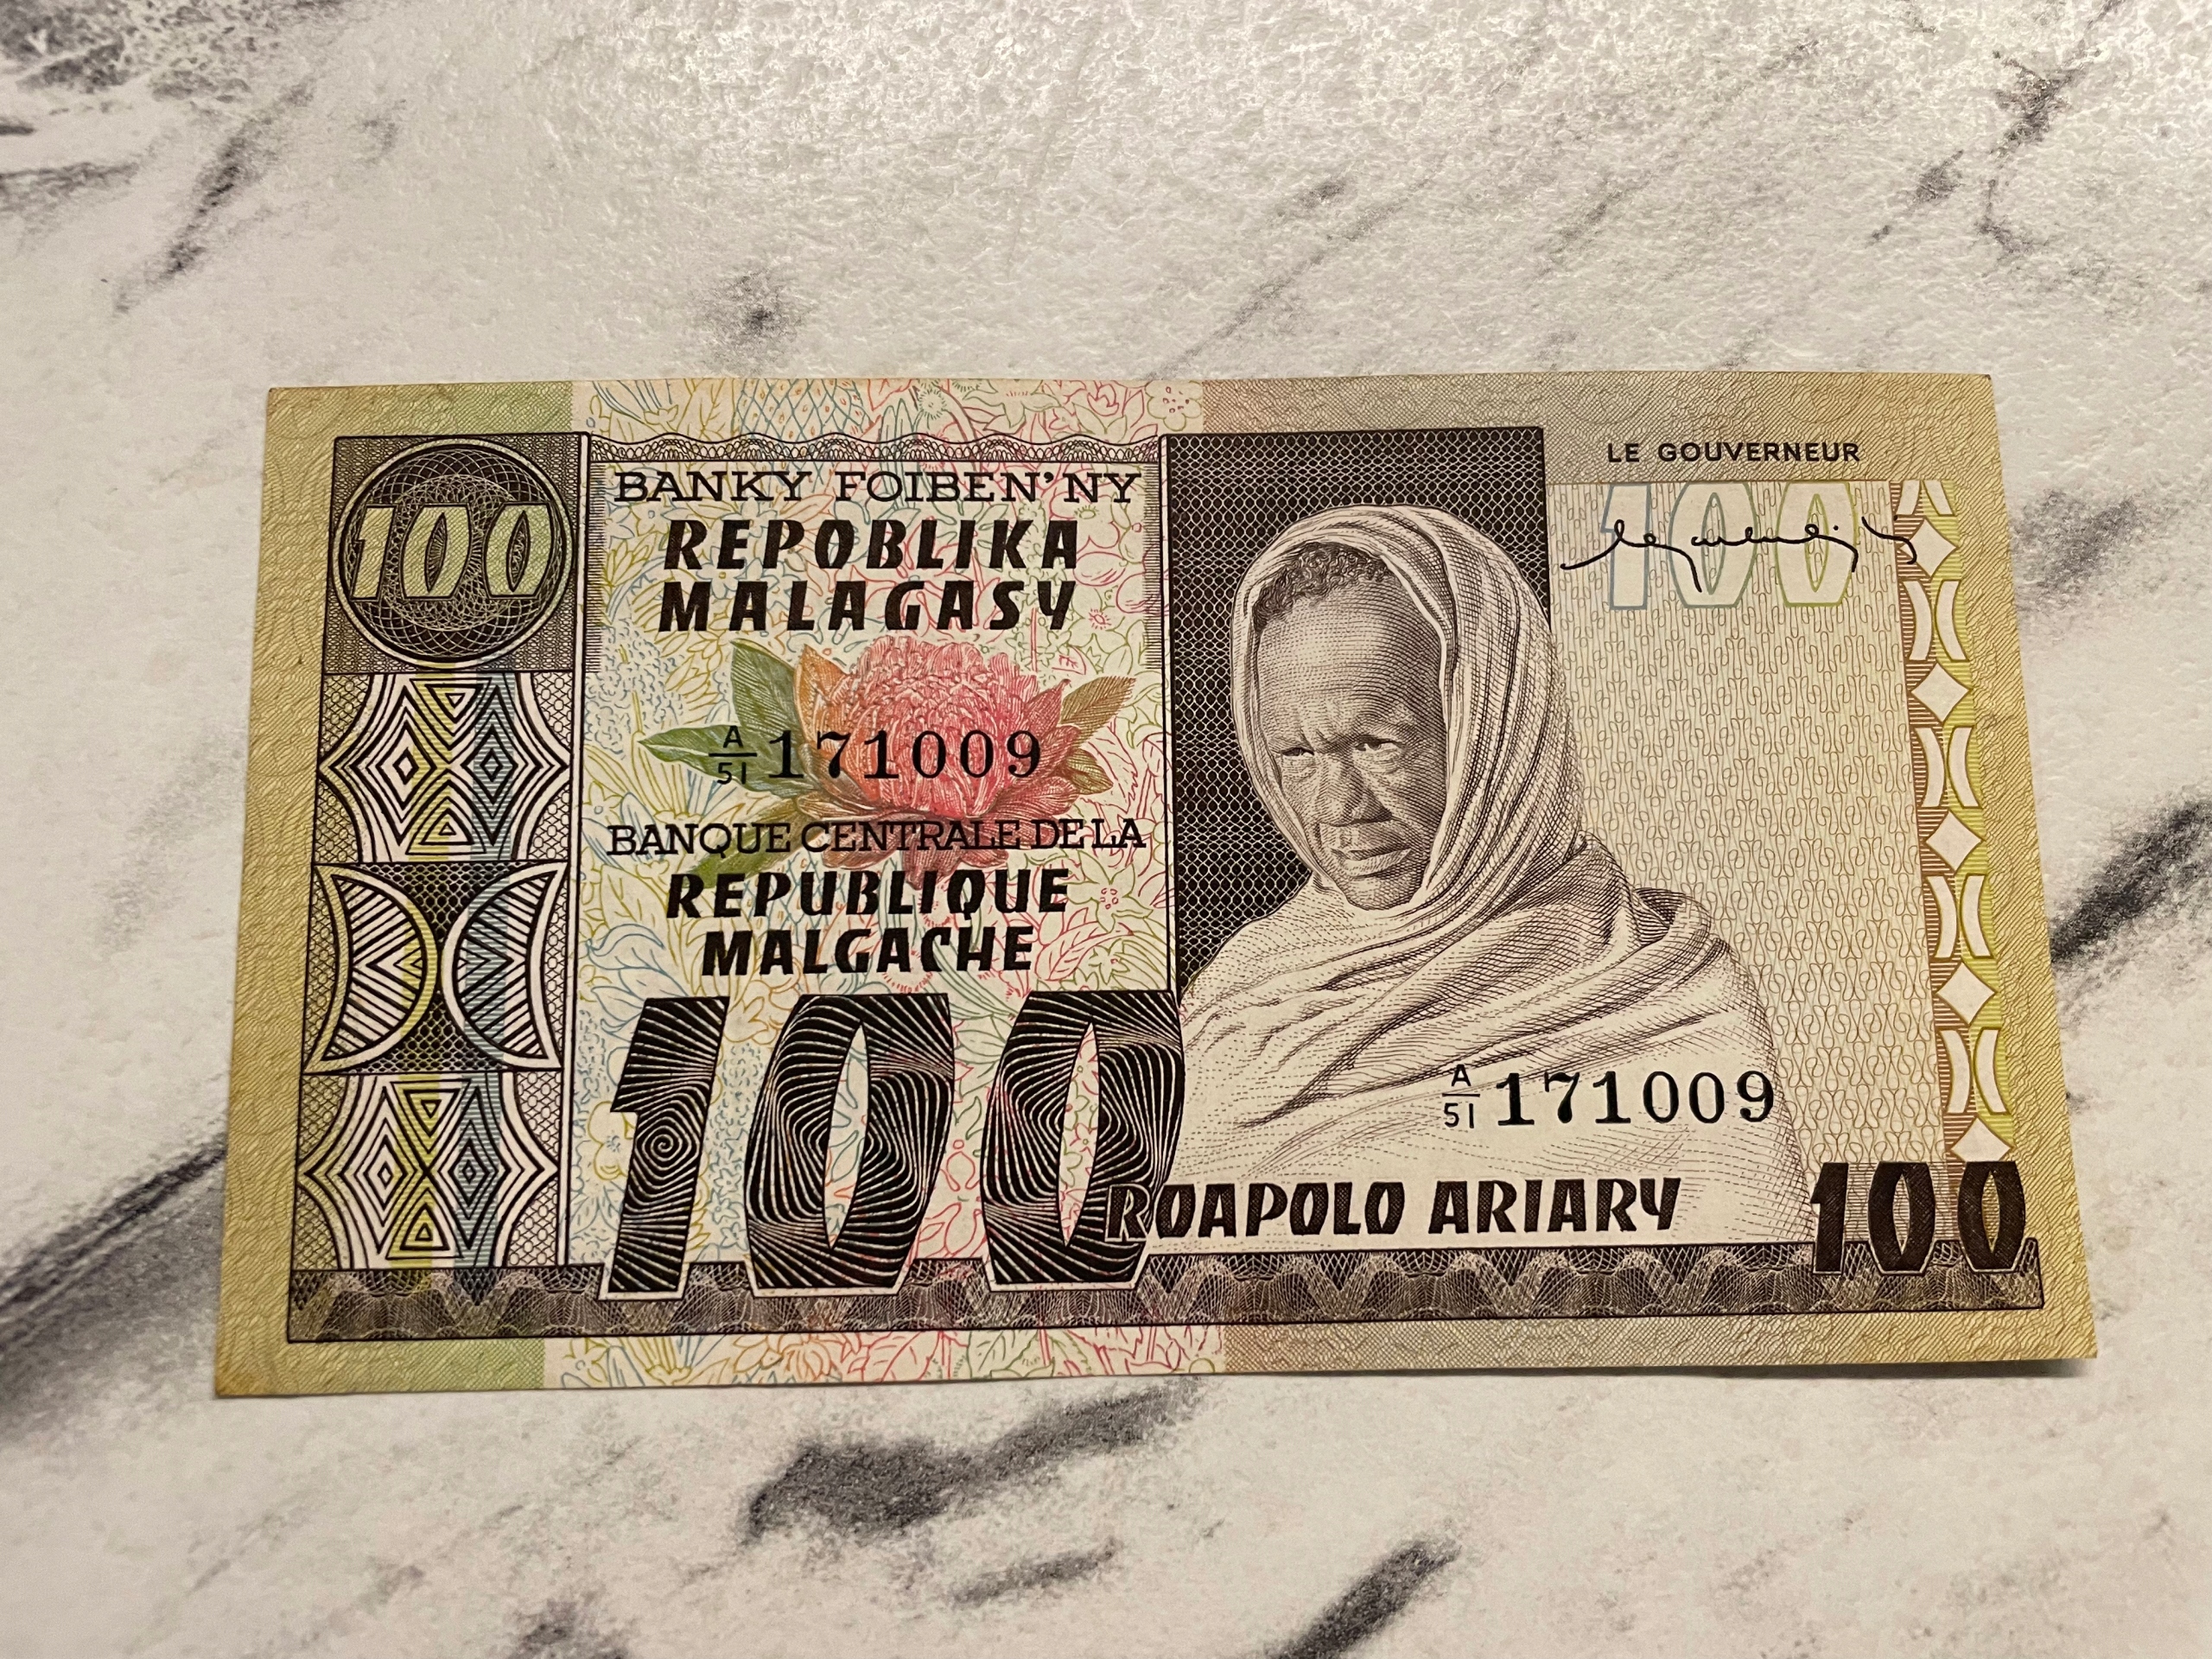 100
BANKY FOIBEN'NY
REPOBLIKA
MALAGASY
A/51 171009
BANQUE CENTRALE DE LA
REPUBLIQUE
MALGACHE
100
LE GOUVERNEUR
100
A/51 171009
ROAPOLO ARIARY
100